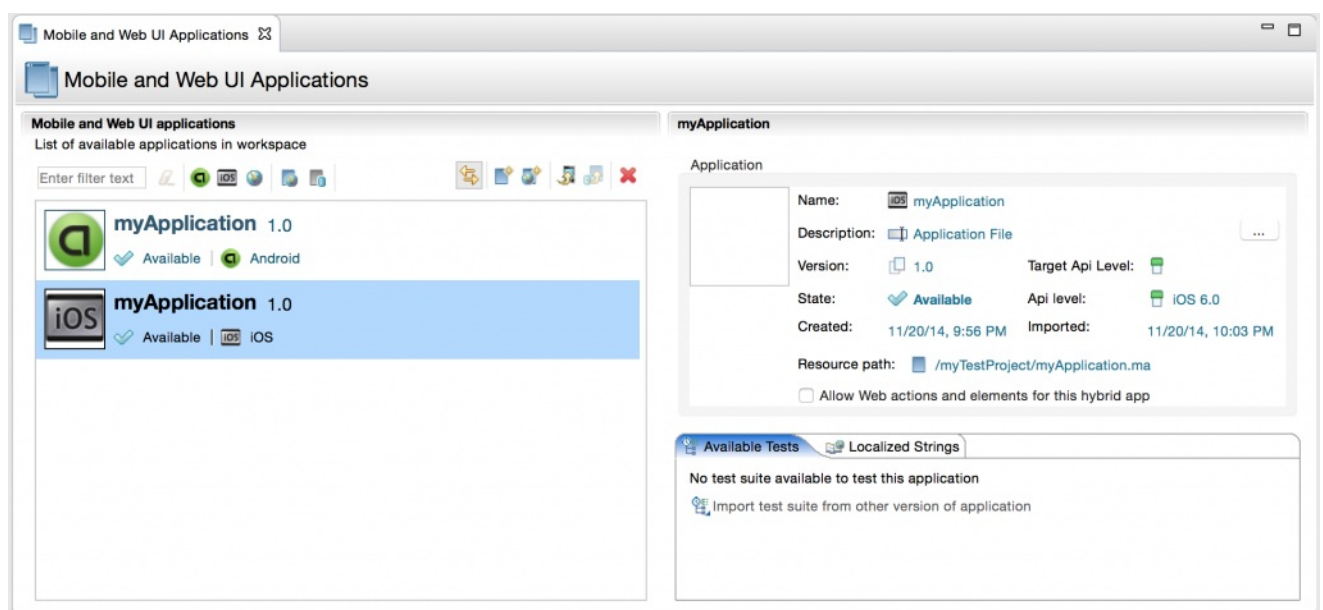 Mobile and Web UI Applications
Mobile and Web UI Applications
Mobile and Web UI applications
List of available applications in workspace
Enter filter text
iOS
myApplication 1.0
Available | Android
iOS
myApplication 1.0
Available | iOS iOS
myApplication
Application
Name: iOS myApplication
Description: Application File ...
Version: 1.0 Target Api Level:
State: Available Api level: iOS 6.0
Created: 11/20/14, 9:56 PM Imported: 11/20/14, 10:03 PM
Resource path: /myTestProject/myApplication.ma
Allow Web actions and elements for this hybrid app
Available Tests Localized Strings
No test suite available to test this application
Import test suite from other version of application